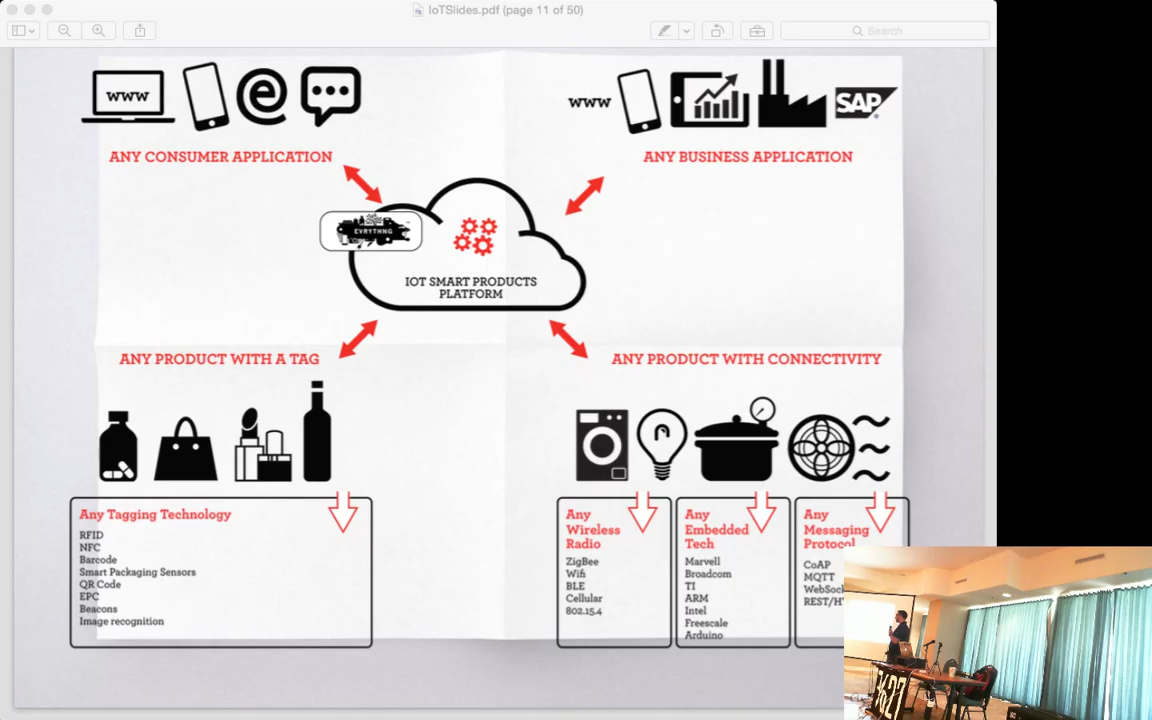 IoTSlides.pdf (page 11 of 50)
Search
www
www
SAP
ANY CONSUMER APPLICATION
ANY BUSINESS APPLICATION
EVRYTHNG
IOT SMART PRODUCTS
PLATFORM
ANY PRODUCT WITH A TAG
ANY PRODUCT WITH CONNECTIVITY
Any Tagging Technology
RFID
NFC
Barcode
Smart Packaging Sensors
QR Code
EPC
Beacons
Image recognition
Any
Wireless
Radio
ZigBee
Wifi
BLE
Cellular
802.15.4
Any
Embedded
Tech
Marvell
Broadcom
TI
ARM
Intel
Freescale
Arduino
Any
Messaging
Protocol
CoAP
MQTT
WebSock
REST/H